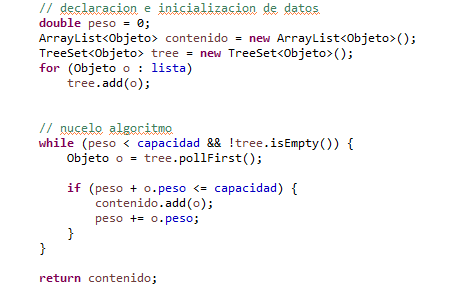 // declaracion e inicializacion de datos
double peso = 0;
ArrayList<Objeto> contenido = new ArrayList<Objeto>();
TreeSet<Objeto> tree = new TreeSet<Objeto>();
for (Objeto o : lista)
    tree.add(o);
// nucelo algoritmo
while (peso < capacidad && !tree.isEmpty()) {
    Objeto o = tree.pollFirst();
    if (peso + o.peso <= capacidad) {
        contenido.add(o);
        peso += o.peso;
    }
}
return contenido;